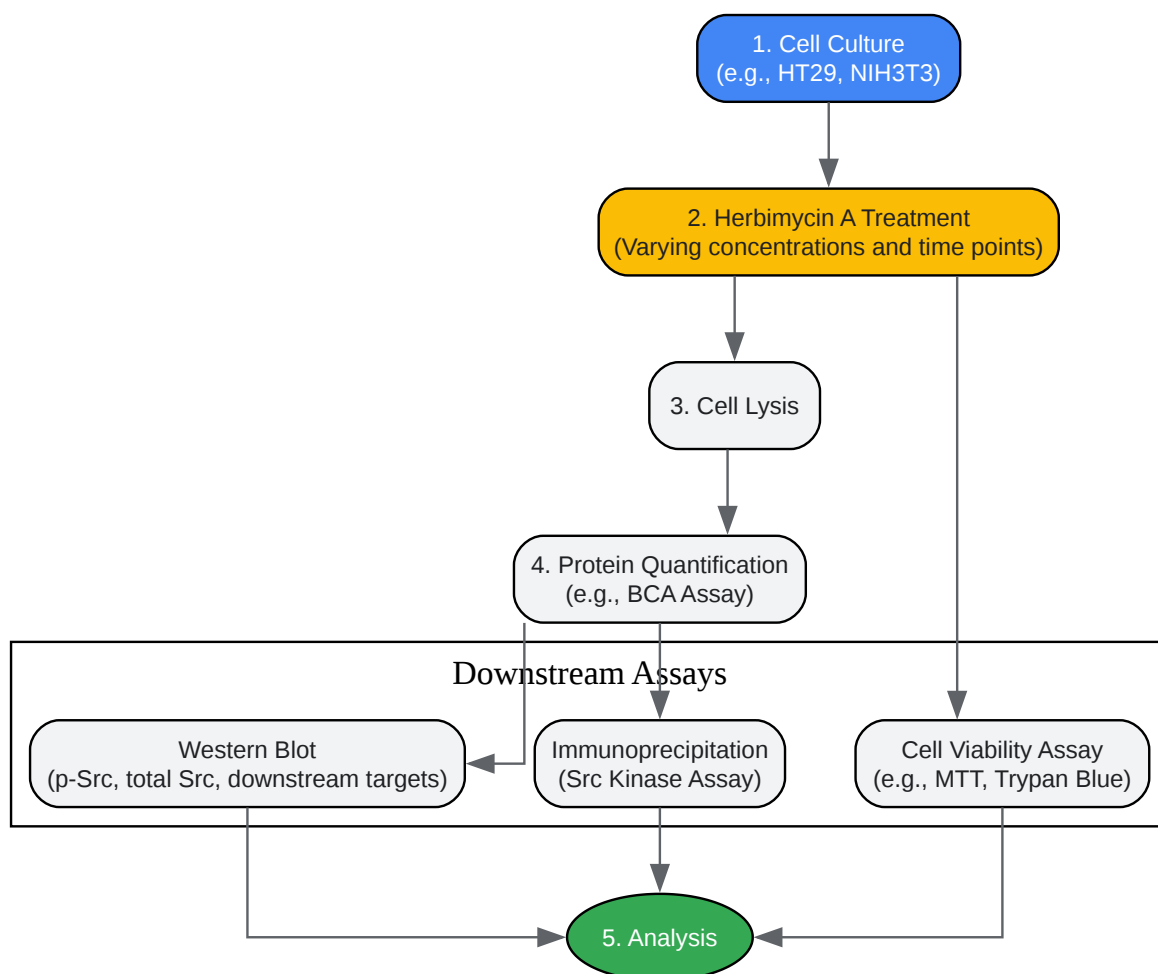 1. Cell Culture
(e.g., HT29, NIH3T3)
2. Herbimycin A Treatment
(Varying concentrations and time points)
3. Cell Lysis
4. Protein Quantification
(e.g., BCA Assay)
Downstream Assays
Western Blot
(p-Src, total Src, downstream targets)
Immunoprecipitation
(Src Kinase Assay)
Cell Viability Assay
(e.g., MTT, Trypan Blue)
5. Analysis